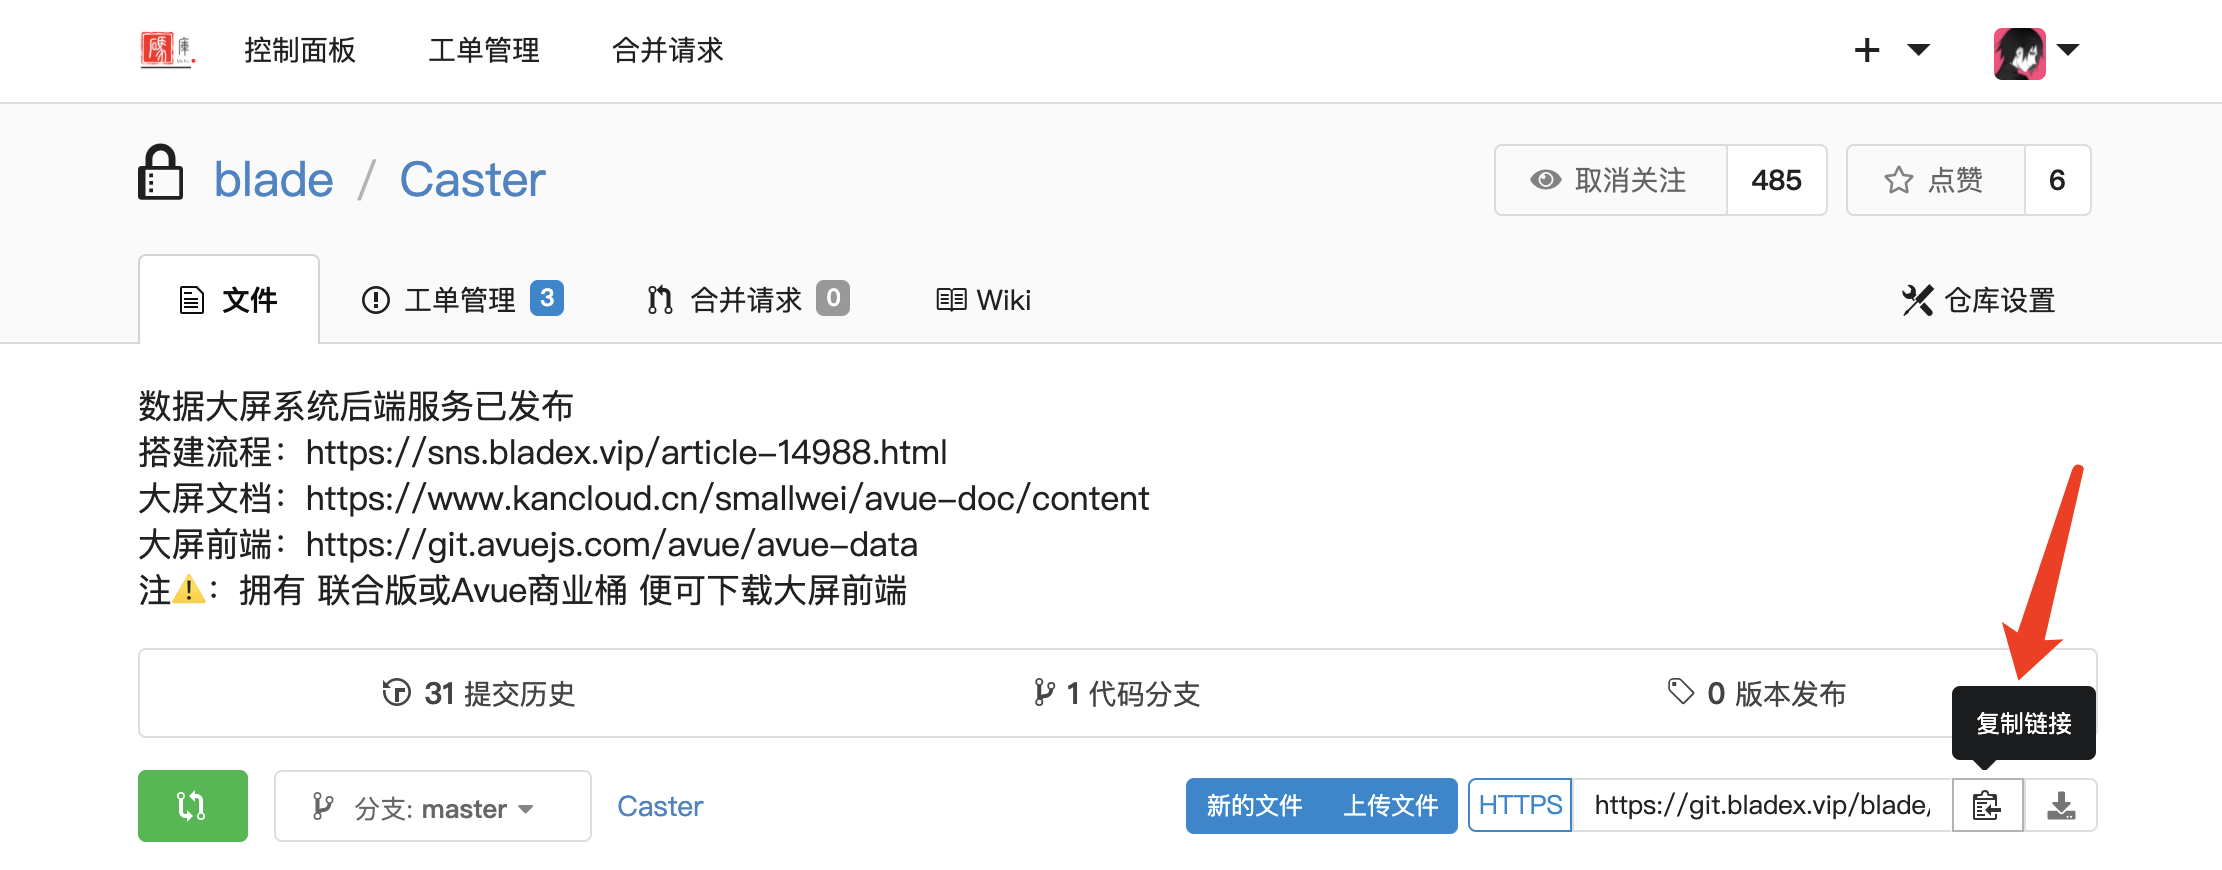 碼庫
控制面板 工单管理 合并请求
blade / Caster
取消关注 485 点赞 6
文件 工单管理 3 合并请求 0 Wiki 仓库设置
数据大屏系统后端服务已发布
搭建流程：https://sns.bladex.vip/article-14988.html
大屏文档：https://www.kancloud.cn/smallwei/avue-doc/content
大屏前端：https://git.avuejs.com/avue/avue-data
注⚠️：拥有 联合版或Avue商业桶 便可下载大屏前端
31 提交历史 1 代码分支 0 版本发布
复制链接
分支: master Caster 新的文件 上传文件 HTTPS https://git.bladex.vip/blade/